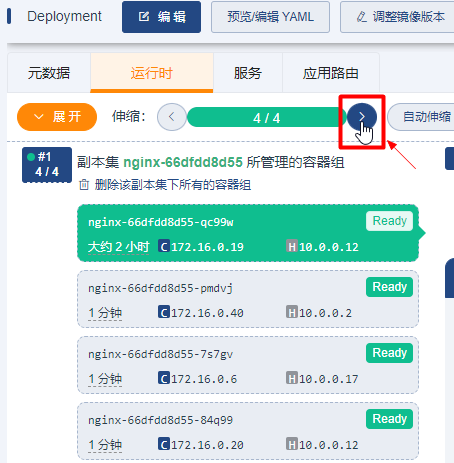 Deployment 编 辑 预览/编辑 YAML 调整镜像版本
元数据 运行时 服务 应用路由
展 开 伸缩： 4 / 4 自动伸缩
#1
4 / 4
副本集 nginx-66dfdd8d55 所管理的容器组
删除该副本集下所有的容器组
nginx-66dfdd8d55-qc99w Ready
大约 2 小时 C 172.16.0.19 H 10.0.0.12
nginx-66dfdd8d55-pmdvj Ready
1 分钟 C 172.16.0.40 H 10.0.0.2
nginx-66dfdd8d55-7s7gv Ready
1 分钟 C 172.16.0.6 H 10.0.0.17
nginx-66dfdd8d55-84q99 Ready
1 分钟 C 172.16.0.20 H 10.0.0.12